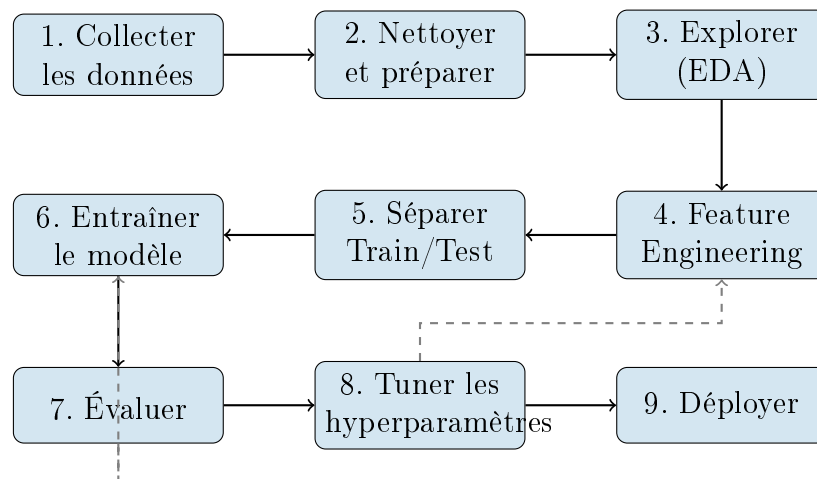 1. Collecter
les données
2. Nettoyer
et préparer
3. Explorer
(EDA)
6. Entraîner
le modèle
5. Séparer
Train/Test
4. Feature
Engineering
7. Évaluer
8. Tuner les
hyperparamètres
9. Déployer